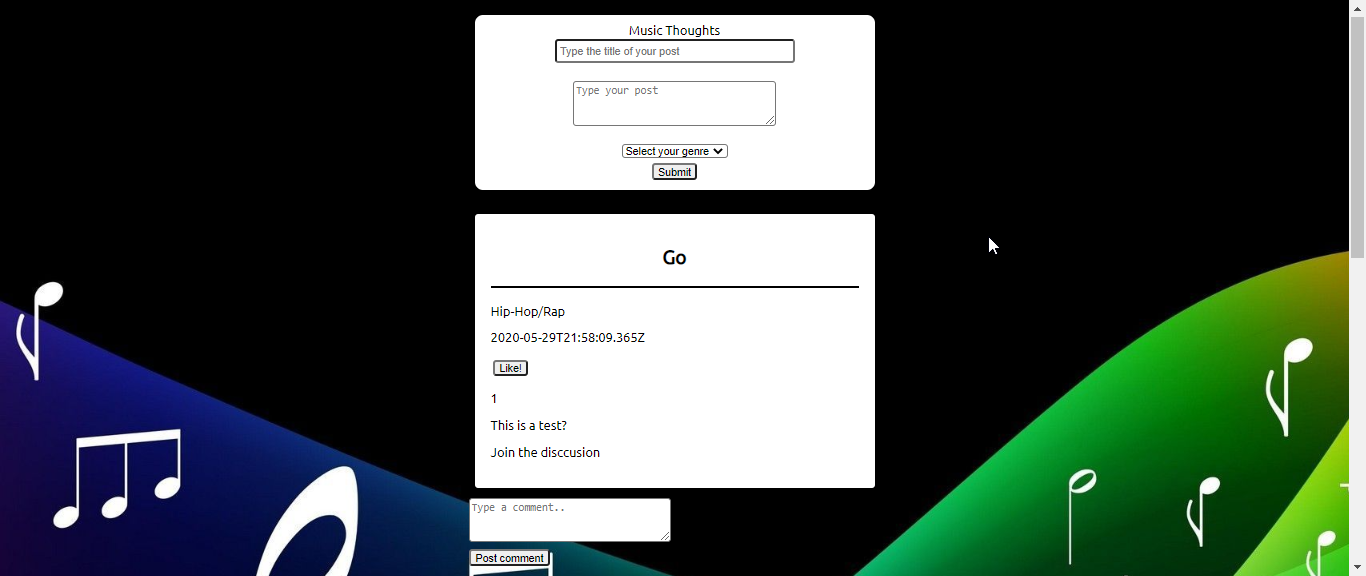 Music Thoughts
Type the title of your post
Type your post
Select your genre
Submit
Go
Hip-Hop/Rap
2020-05-29T21:58:09.365Z
Like!
1
This is a test?
Join the disccusion
Type a comment..
Post comment